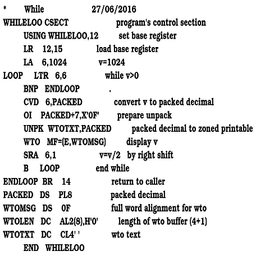 * While 27/06/2016
WHILELOO CSECT program's control section
USING WHILELOO,12 set base register
LR 12,15 load base register
LA 6,1024 v=1024
LOOP LTR 6,6 while v>0
BNP ENDLOOP .
CVD 6,PACKED convert v to packed decimal
OI PACKED+7,X'0F' prepare unpack
UNPK WTOTXT,PACKED packed decimal to zoned printable
WTO MF=(E,WTOMSG) display v
SRA 6,1 v=v/2 by right shift
B LOOP end while
ENDLOOP BR 14 return to caller
PACKED DS PL8 packed decimal
WTOMSG DS 0F full word alignment for wto
WTOLEN DC AL2(8),H'0' length of wto buffer (4+1)
WTOTXT DC CL4' ' wto text
END WHILELOO